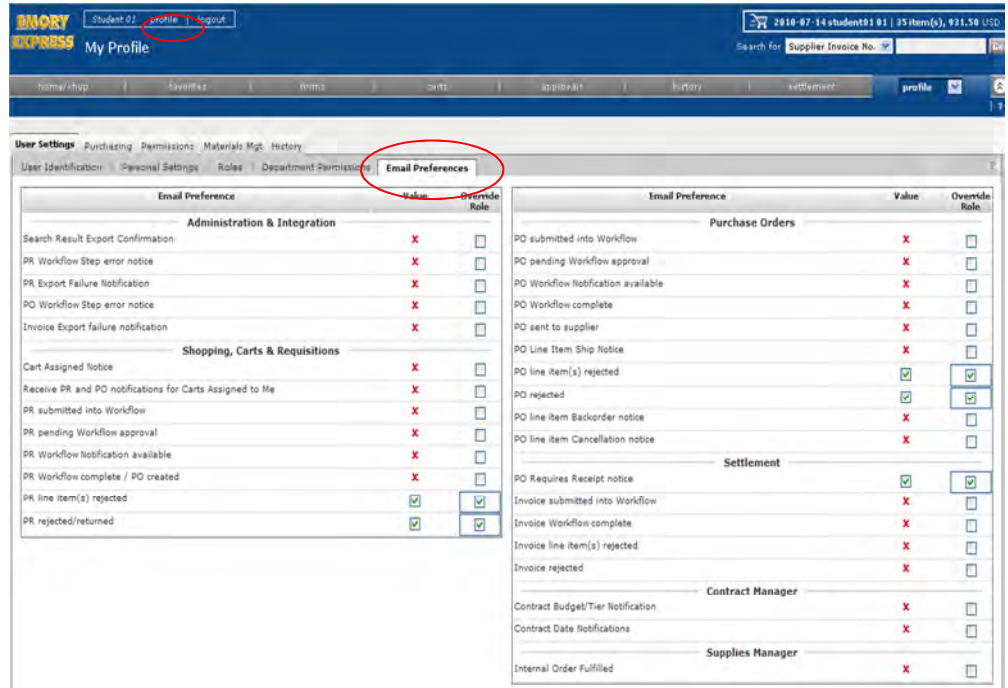 EMORY
EXPRESS
Student 01 profile | logout
My Profile
2010-07-14 student01 01 | 35 item(s), 931.50 USD
Search for Supplier Invoice No.
home/shop | favorites | forms | carts | approvals | history | settlement profile
User Settings Purchasing Permissions Materials Mgt. History
User Identification | Personal Settings | Roles | Department Permissions Email Preferences ?
Email Preference Value Override Role
Administration & Integration
Search Result Export Confirmation X
PR Workflow Step error notice X
PR Export Failure Notification X
PO Workflow Step error notice X
Invoice Export failure notification X
Shopping, Carts & Requisitions
Cart Assigned Notice X
Receive PR and PO notifications for Carts Assigned to Me X
PR submitted into Workflow X
PR pending Workflow approval X
PR Workflow Notification available X
PR Workflow complete / PO created X
PR line item(s) rejected
PR rejected/returned
Email Preference Value Override Role
Purchase Orders
PO submitted into Workflow X
PO pending Workflow approval X
PO Workflow Notification available X
PO Workflow complete X
PO sent to supplier X
PO Line Item Ship Notice X
PO line item(s) rejected
PO rejected
PO line item Backorder notice X
PO line item Cancellation notice X
Settlement
PO Requires Receipt notice
Invoice submitted into Workflow X
Invoice Workflow complete X
Invoice line item(s) rejected X
Invoice rejected X
Contract Manager
Contract Budget/Tier Notification X
Contract Date Notifications X
Supplies Manager
Internal Order Fulfilled X